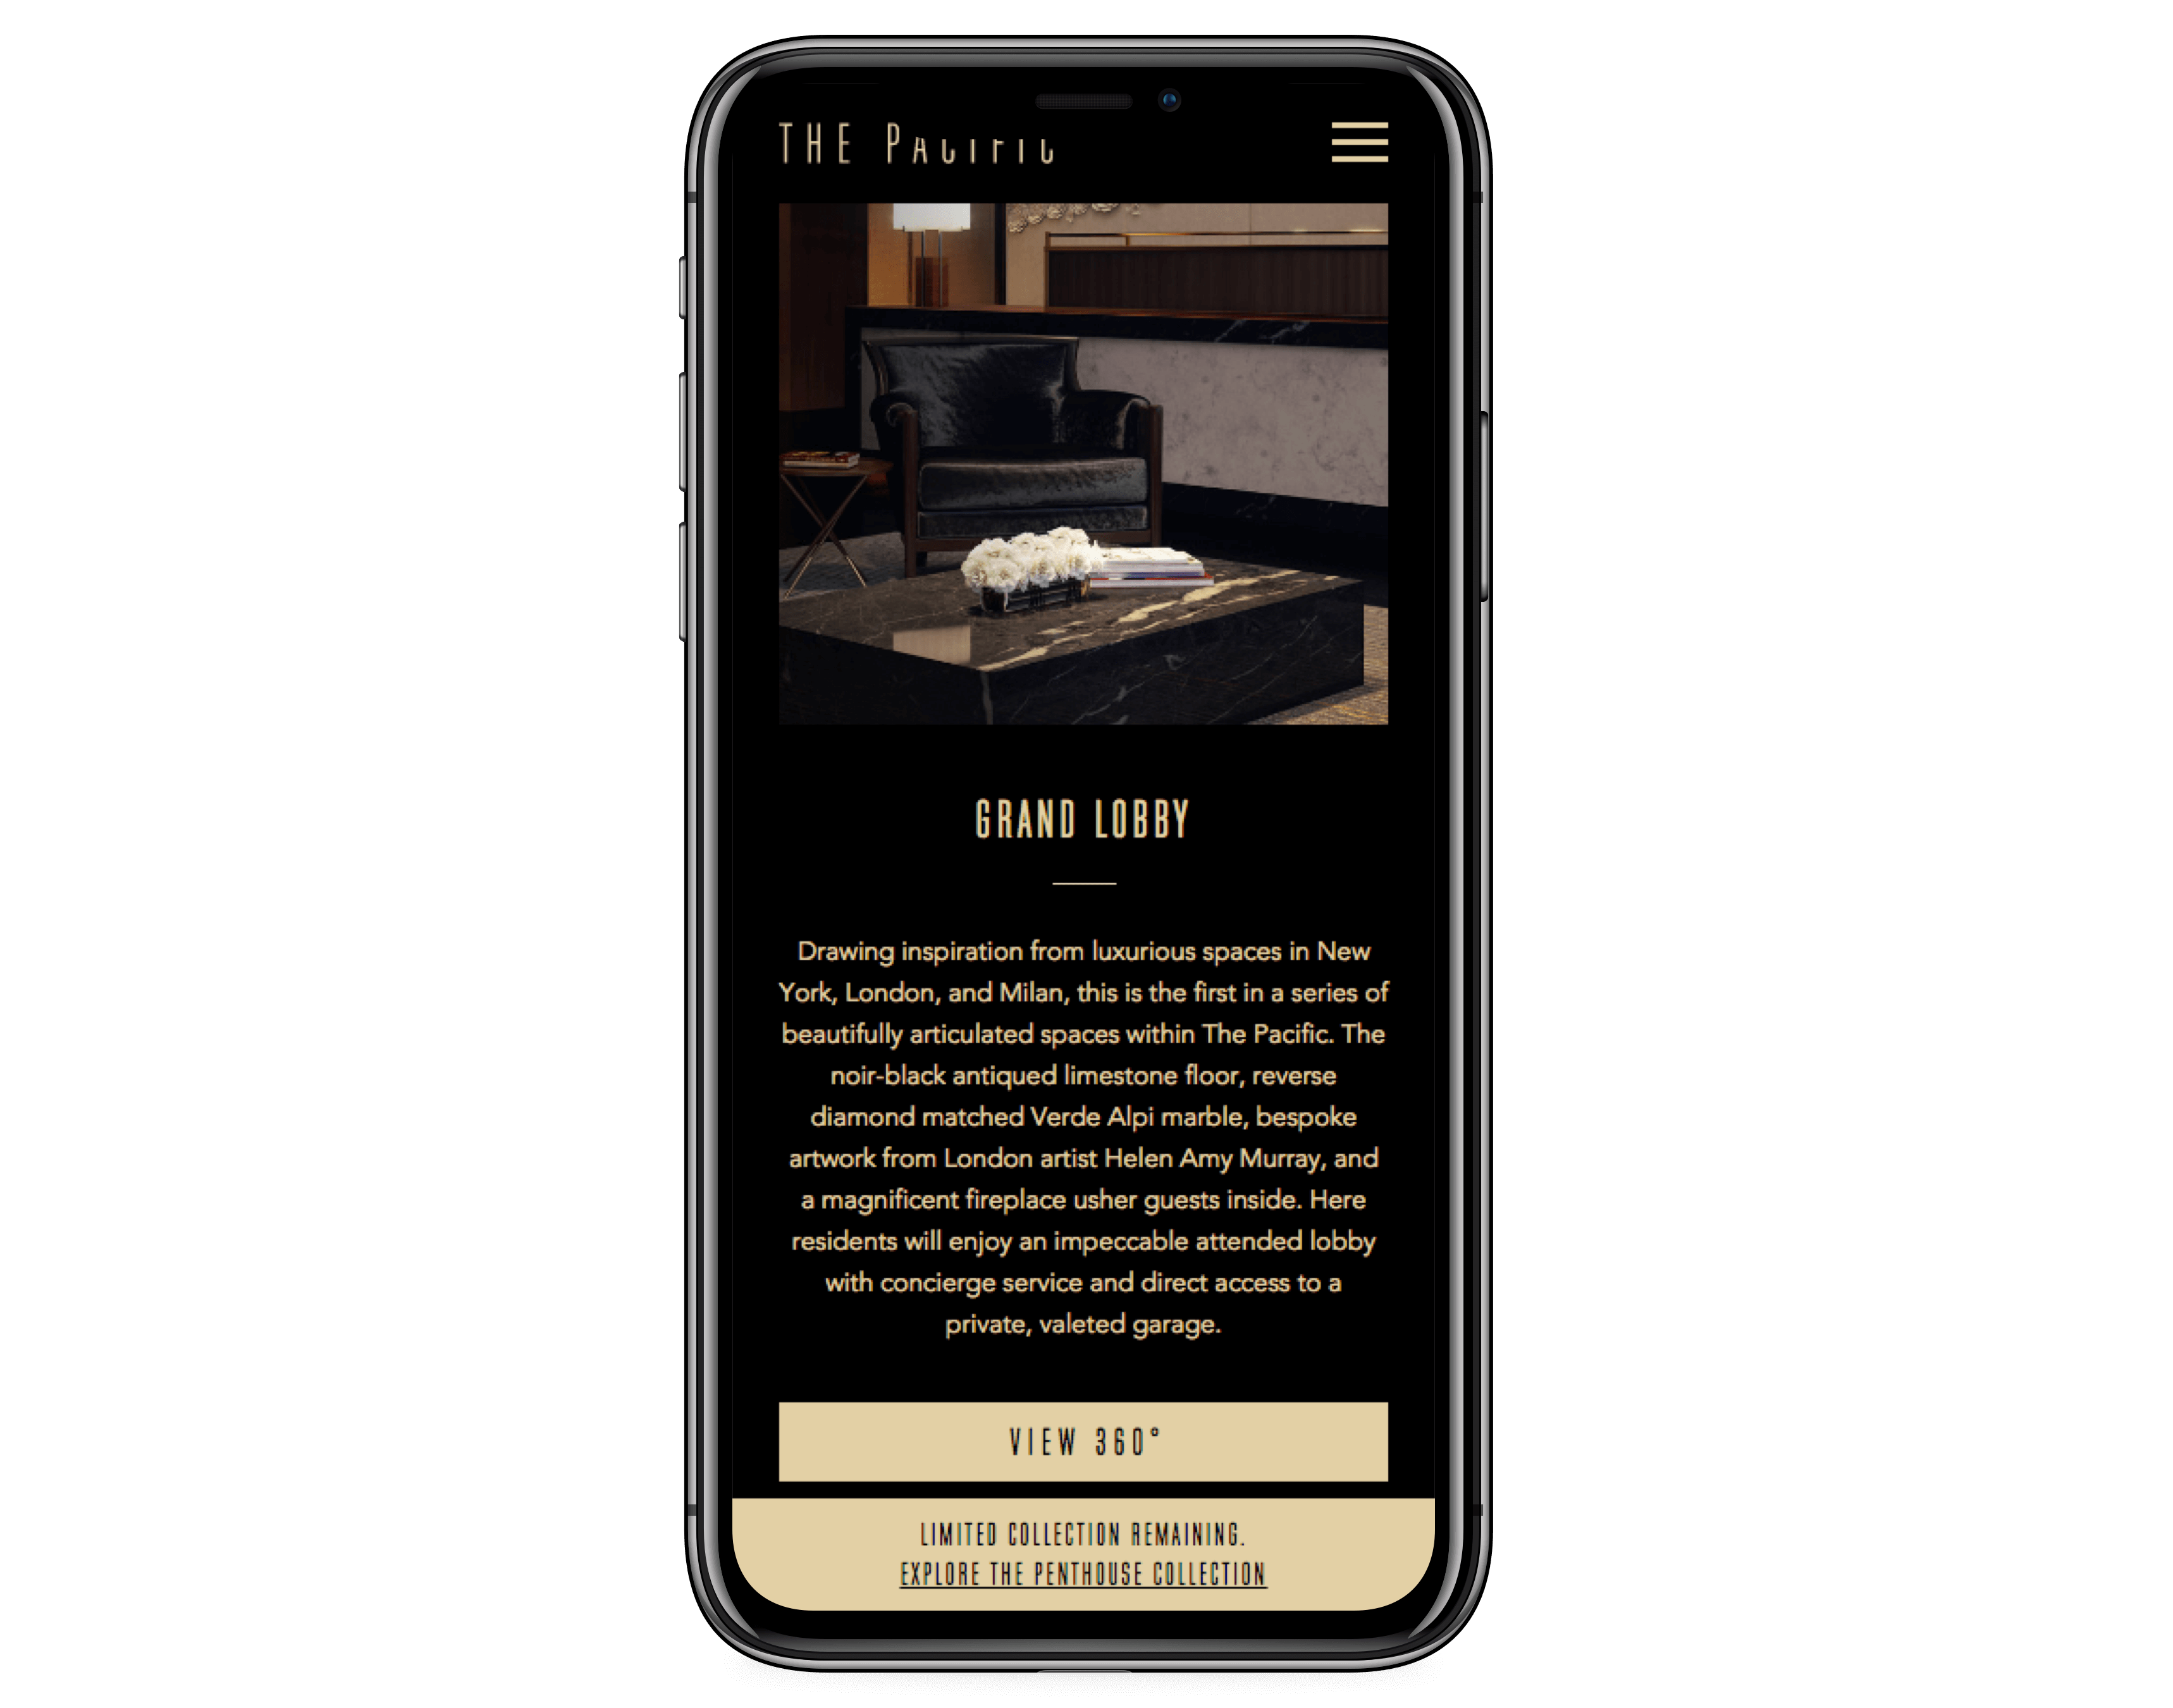 THE PACIFIC
GRAND LOBBY
Drawing inspiration from luxurious spaces in New
York, London, and Milan, this is the first in a series of
beautifully articulated spaces within The Pacific. The
noir-black antiqued limestone floor, reverse
diamond matched Verde Alpi marble, bespoke
artwork from London artist Helen Amy Murray, and
a magnificent fireplace usher guests inside. Here
residents will enjoy an impeccable attended lobby
with concierge service and direct access to a
private, valeted garage.
VIEW 360°
LIMITED COLLECTION REMAINING.
EXPLORE THE PENTHOUSE COLLECTION